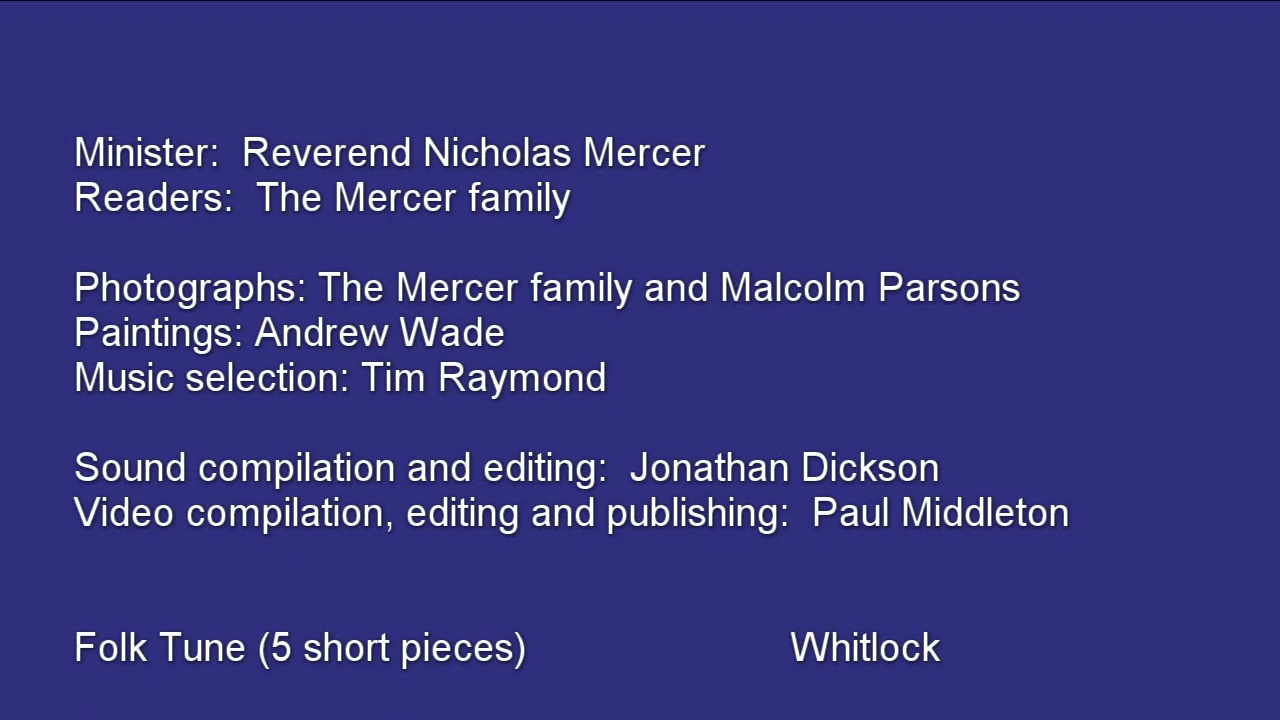 Minister:  Reverend Nicholas Mercer
Readers:  The Mercer family
Photographs: The Mercer family and Malcolm Parsons
Paintings: Andrew Wade
Music selection: Tim Raymond
Sound compilation and editing:  Jonathan Dickson
Video compilation, editing and publishing:  Paul Middleton
Folk Tune (5 short pieces) Whitlock